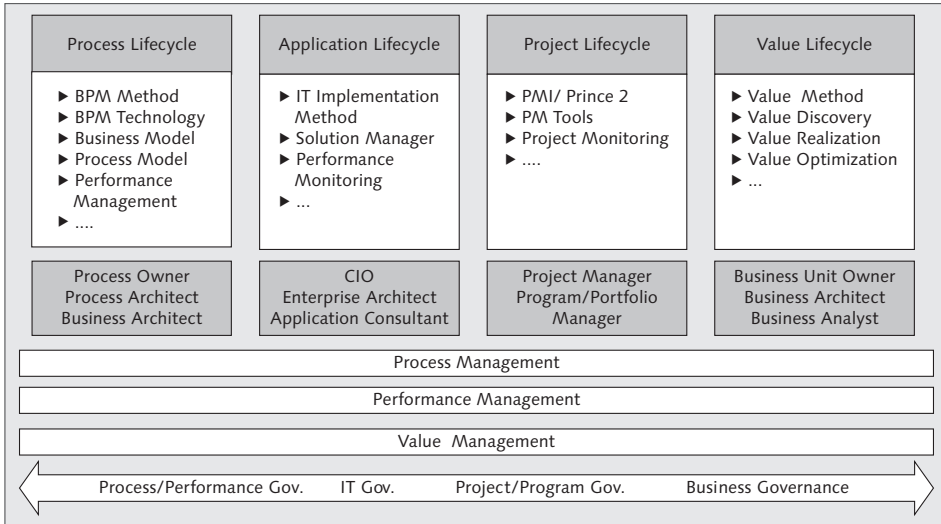 Process Lifecycle
▶ BPM Method
▶ BPM Technology
▶ Business Model
▶ Process Model
▶ Performance
Management
▶ ....
Process Owner
Process Architect
Business Architect
Application Lifecycle
▶ IT Implementation
Method
▶ Solution Manager
▶ Performance
Monitoring
▶ ...
CIO
Enterprise Architect
Application Consultant
Project Lifecycle
▶ PMI/ Prince 2
▶ PM Tools
▶ Project Monitoring
▶ ....
Project Manager
Program/Portfolio
Manager
Value Lifecycle
▶ Value Method
▶ Value Discovery
▶ Value Realization
▶ Value Optimization
▶ ...
Business Unit Owner
Business Architect
Business Analyst
Process Management
Performance Management
Value Management
Process/Performance Gov. IT Gov. Project/Program Gov. Business Governance